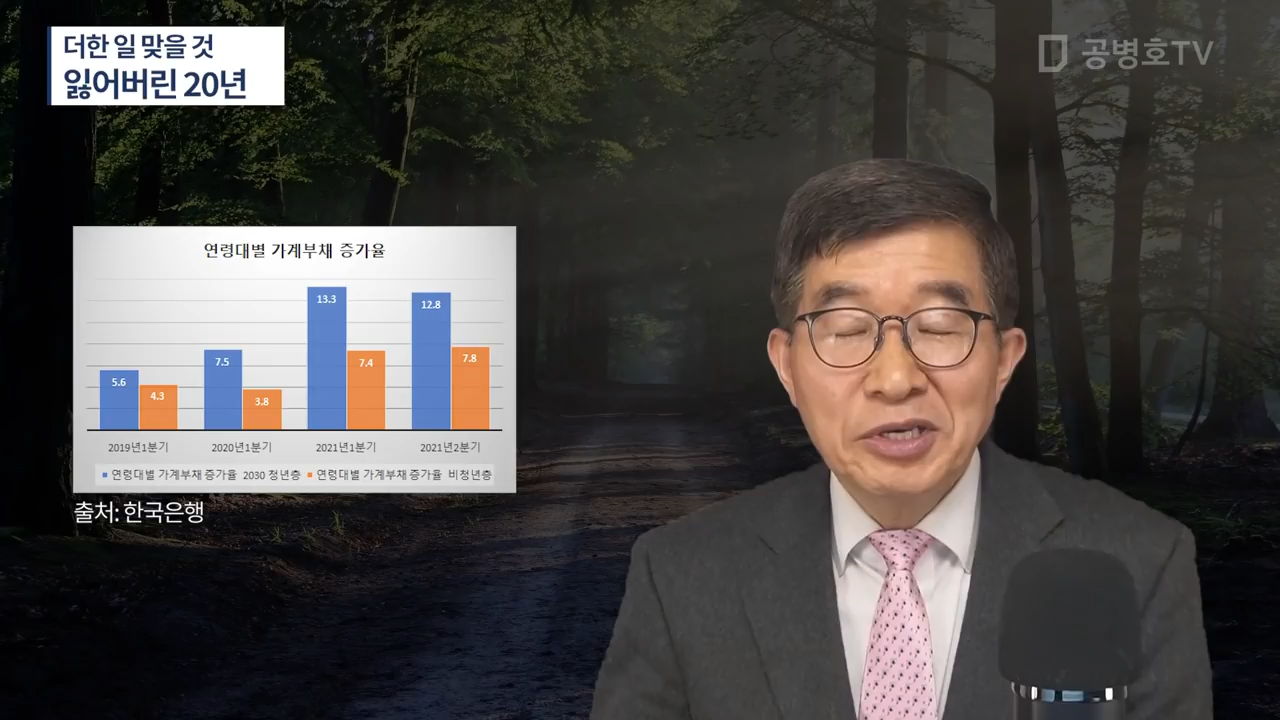 더한 일 맞을 것
잃어버린 20년
공병호TV
연령대별 가계부채 증가율
5.6
4.3
7.5
3.8
13.3
7.4
12.8
7.8
2019년1분기
2020년1분기
2021년1분기
2021년2분기
연령대별 가계부채 증가율 2030 청년층
연령대별 가계부채 증가율 비청년층
출처: 한국은행